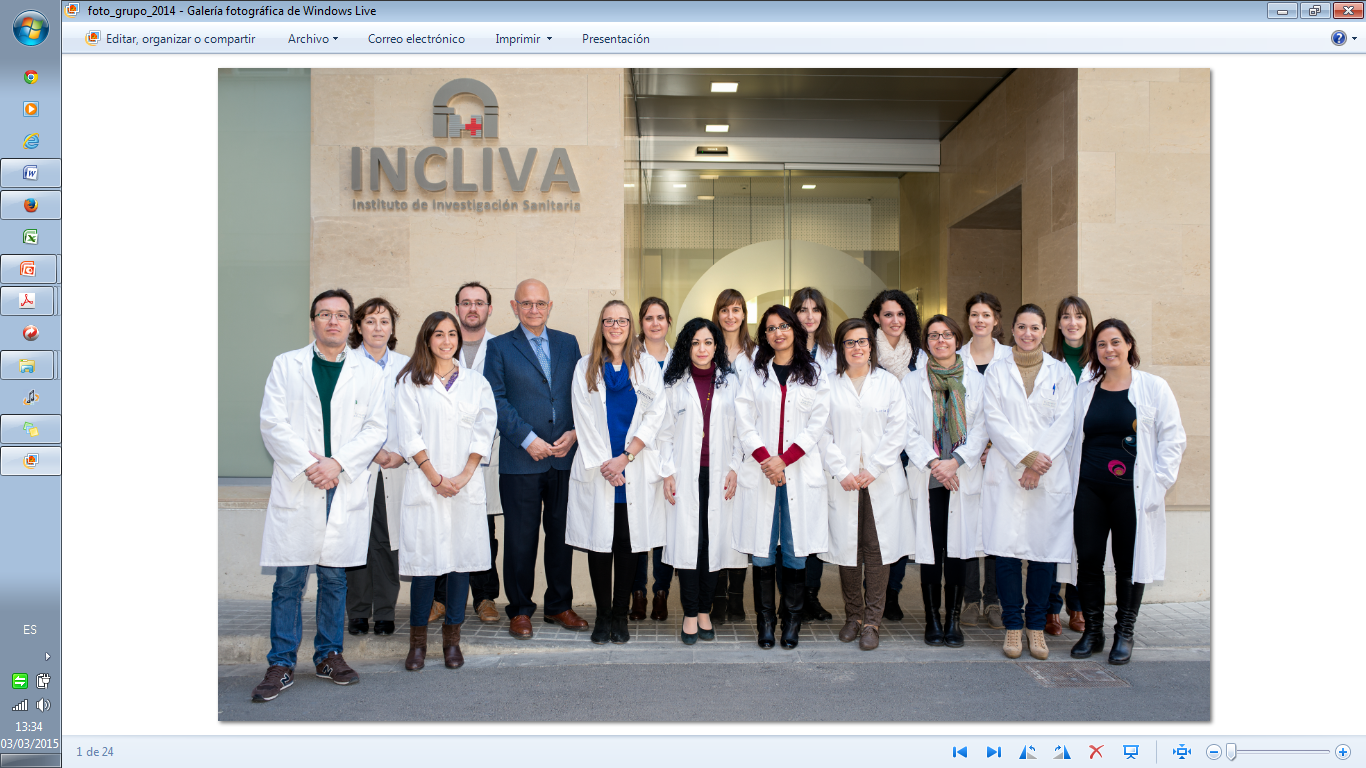 foto_grupo_2014 - Galería fotográfica de Windows Live
Editar, organizar o compartir
Archivo
Correo electrónico
Imprimir
Presentación
INCLIVA
Instituto de Investigación Sanitaria
ES
13:34
03/03/2015
1 de 24